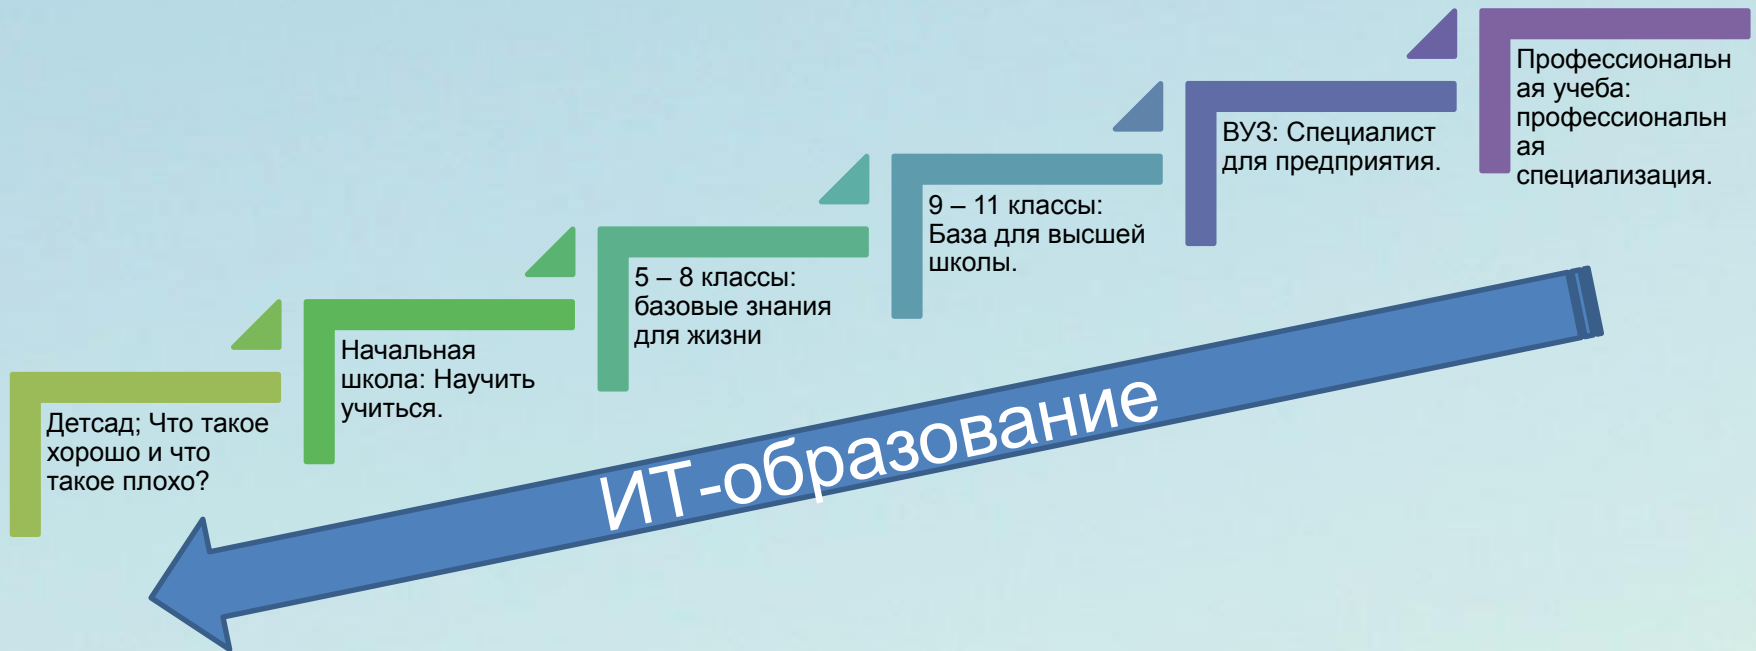 Детсад; Что такое
хорошо и что
такое плохо?
Начальная
школа: Научить
учиться.
5 – 8 классы:
базовые знания
для жизни
9 – 11 классы:
База для высшей
школы.
ВУЗ: Специалист
для предприятия.
Профессиональн
ая учеба:
профессиональн
ая
специализация.
ИТ-образование